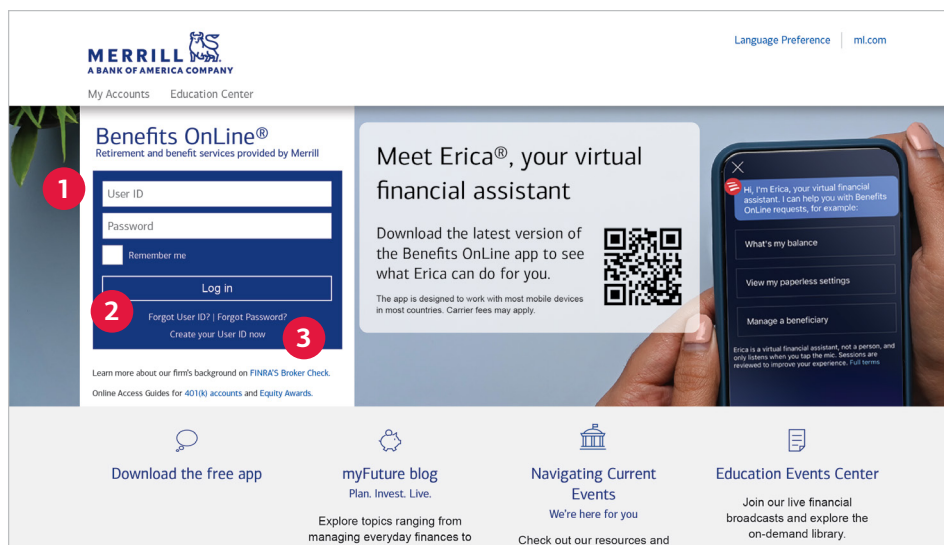 MERRILL
A BANK OF AMERICA COMPANY
Language Preference
ml.com
My Accounts
Education Center
Benefits OnLine®
Retirement and benefit services provided by Merrill
1
User ID
Password
Remember me
Log in
2
Forgot User ID? | Forgot Password?
Create your User ID now
3
Learn more about our firm's background on FINRA'S Broker Check.
Online Access Guides for 401(k) accounts and Equity Awards.
Meet Erica®, your virtual
financial assistant
Download the latest version of
the Benefits OnLine app to see
what Erica can do for you.
The app is designed to work with most mobile devices
in most countries. Carrier fees may apply.
Hi, I'm Erica, your virtual financial
assistant. I can help you with Benefits
OnLine requests, for example:
What's my balance
View my paperless settings
Manage a beneficiary
Erica is a virtual financial assistant, not a person, and
only listens when you tap the mic. Sessions are
reviewed to improve your experience. Full terms
Download the free app
myFuture blog
Plan. Invest. Live.
Explore topics ranging from
managing everyday finances to
Navigating Current
Events
We're here for you
Check out our resources and
Education Events Center
Join our live financial
broadcasts and explore the
on-demand library.